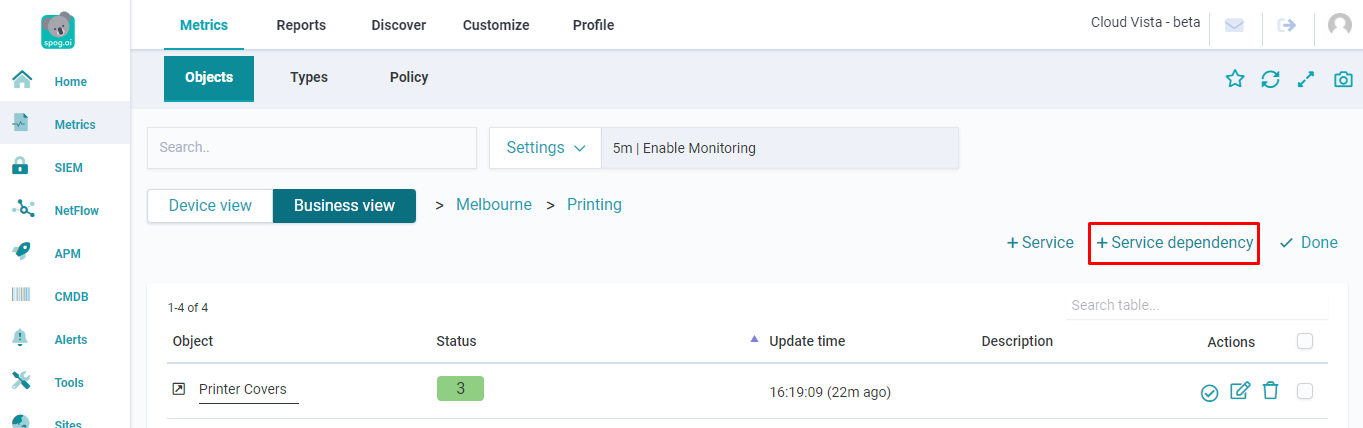 spog.ai
Metrics Reports Discover Customize Profile
Cloud Vista - beta
Home
Metrics
SIEM
NetFlow
APM
CMDB
Alerts
Tools
Sites
Objects Types Policy
Search..
Settings
5m | Enable Monitoring
Device view Business view > Melbourne > Printing
+ Service + Service dependency Done
1-4 of 4
Search table...
Object Status Update time Description Actions
Printer Covers 3 16:19:09 (22m ago)